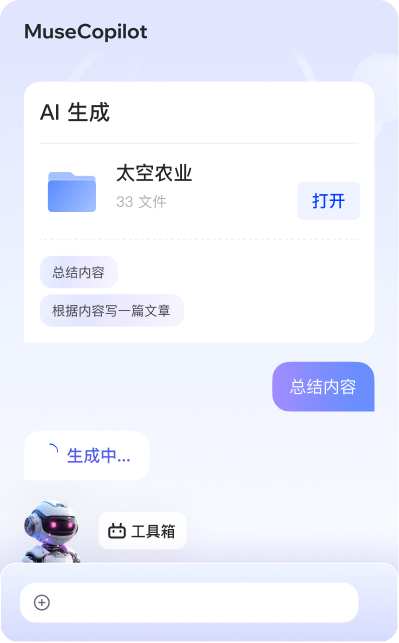 MuseCopilot
AI 生成
太空农业
33 文件
打开
总结内容
根据内容写一篇文章
总结内容
生成中...
工具箱